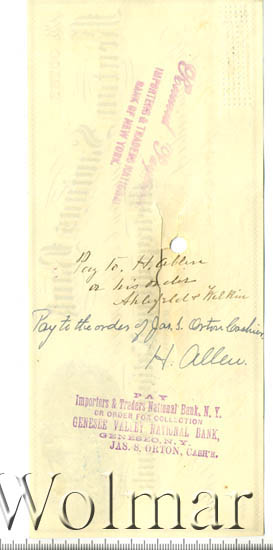 IMPORTERS & TRADERS NATIONAL
BANK OF NEW YORK.
Pay to H. Allen
or his order
Pay to the order of Jas. S. Orton Cashier,
H. Allen.
PAY
Importers & Traders National Bank, N. Y.
OR ORDER FOR COLLECTION
GENESEE VALLEY NATIONAL BANK,
GENESEO, N. Y.
JAS. S. ORTON, CASH'R.
Wolmar